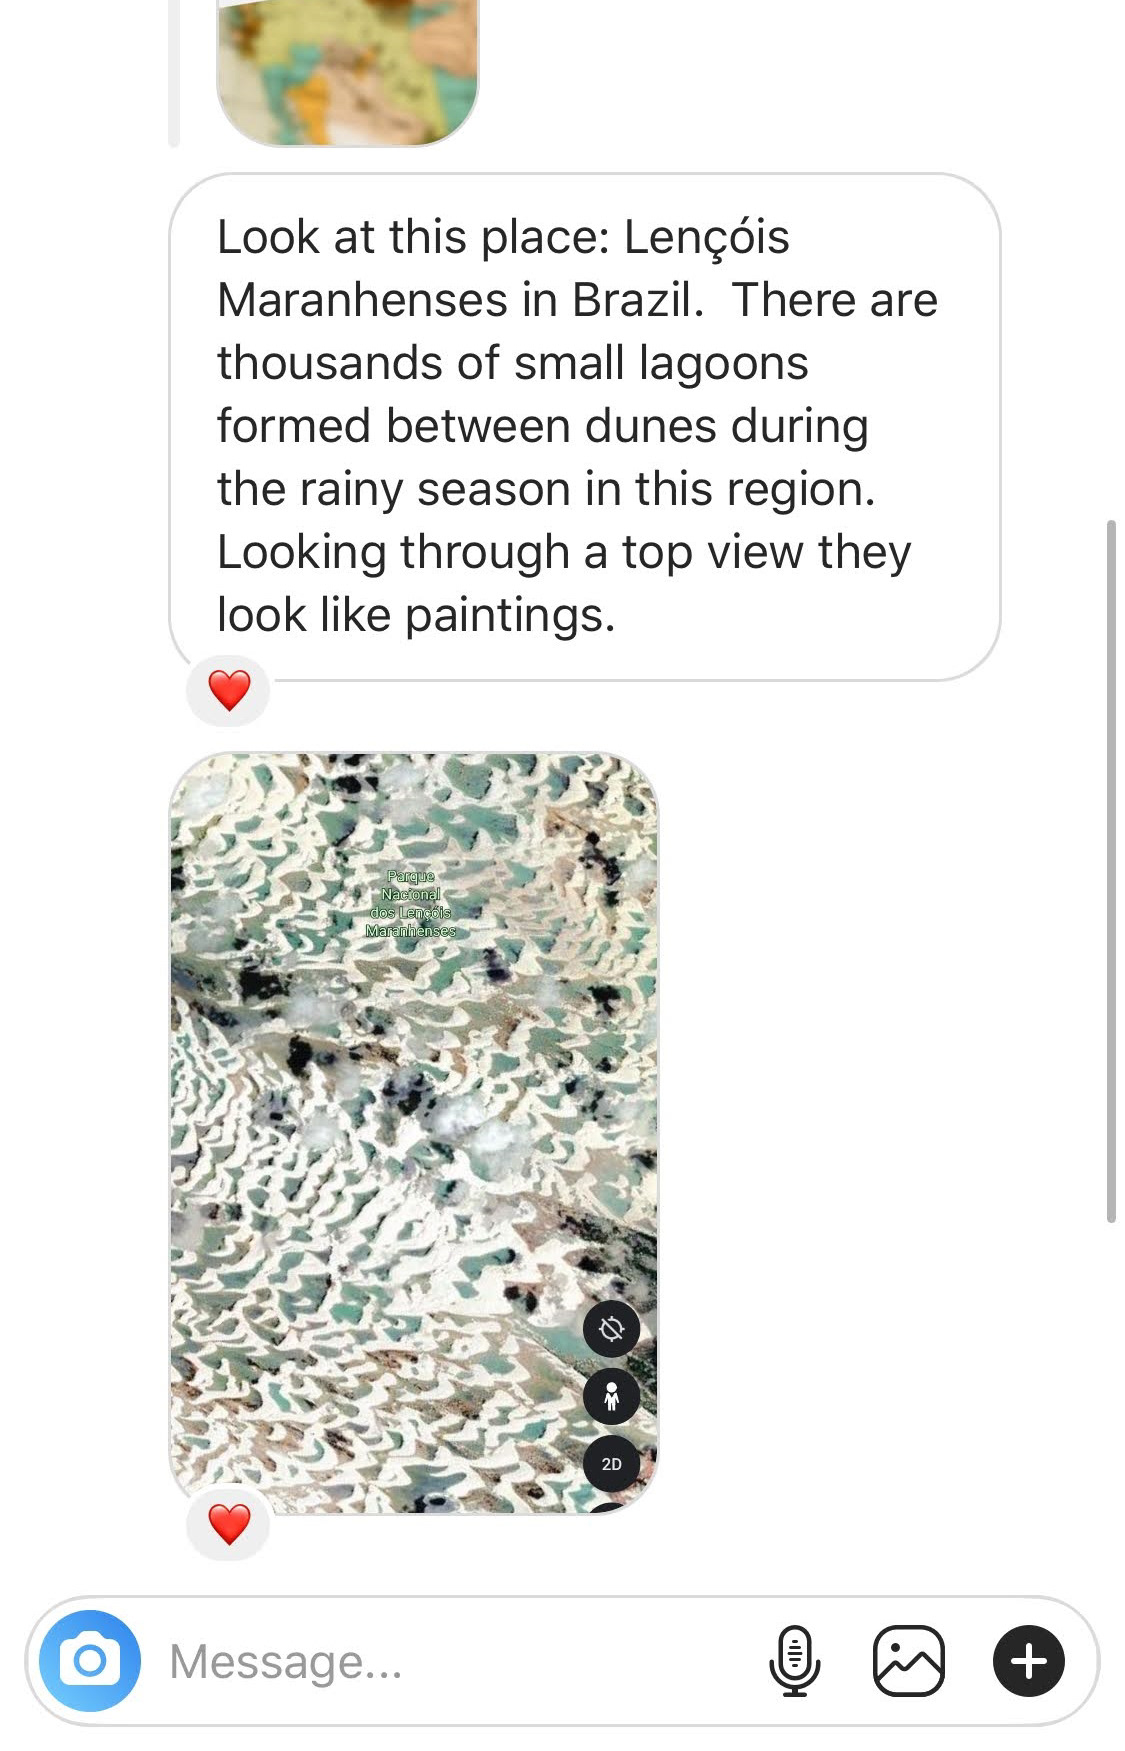 Look at this place: Lençóis
Maranhenses in Brazil.  There are
thousands of small lagoons
formed between dunes during
the rainy season in this region.
Looking through a top view they
look like paintings.
Parque
Nacional
dos Lençóis
Maranhenses
2D
Message...